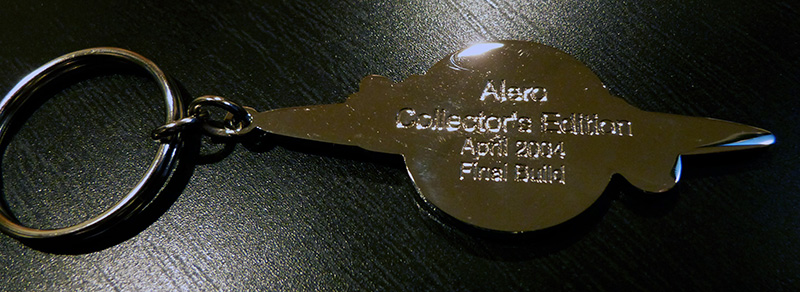 Alero
Collector's Edition
April 2004
Final Build